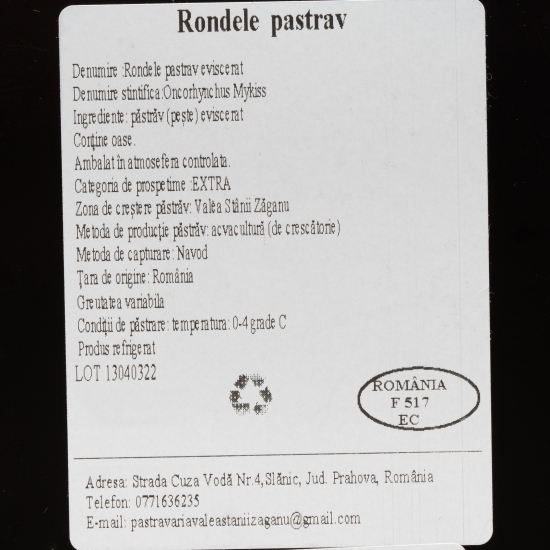 Rondele pastrav
Denumire :Rondele pastrav eviscerat
Denumire stintifica:Oncorhynchus Mykiss
Ingrediente: păstrăv (pește) eviscerat
Conține oase.
Ambalat în atmosefera controlata.
Categoria de prospetime :EXTRA
Zona de creștere păstrăv: Valea Stânii Zăganu
Metoda de producție păstrăv: acvacultură (de crescătorie)
Metoda de capturare: Navod
Țara de origine: România
Greutatea variabila
Condiții de păstrare: temperatura: 0-4 grade C
Produs refrigerat
LOT 13040322
ROMÂNIA
F 517
EC
Adresa: Strada Cuza Vodă Nr.4,Slănic, Jud. Prahova, România
Telefon: 0771636235
E-mail: pastravariavaleastaniizaganu@gmail.com